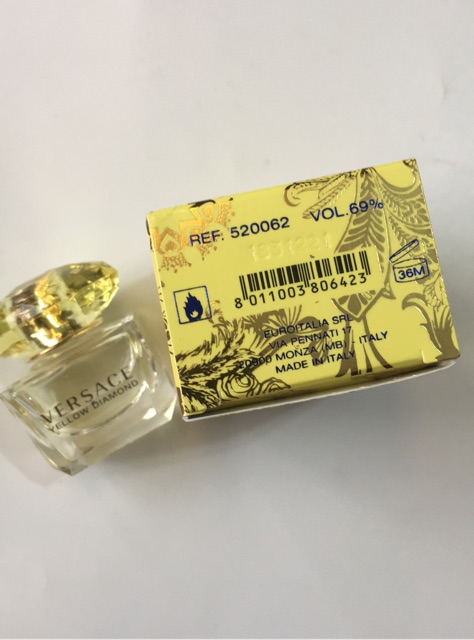 REF. 520062 VOL.69%
8 011003 806423
36M
EUROITALIA SRL
VIA PENNATI 17
20900 MONZA (MB) - ITALY
MADE IN ITALY
VERSACE
YELLOW DIAMOND